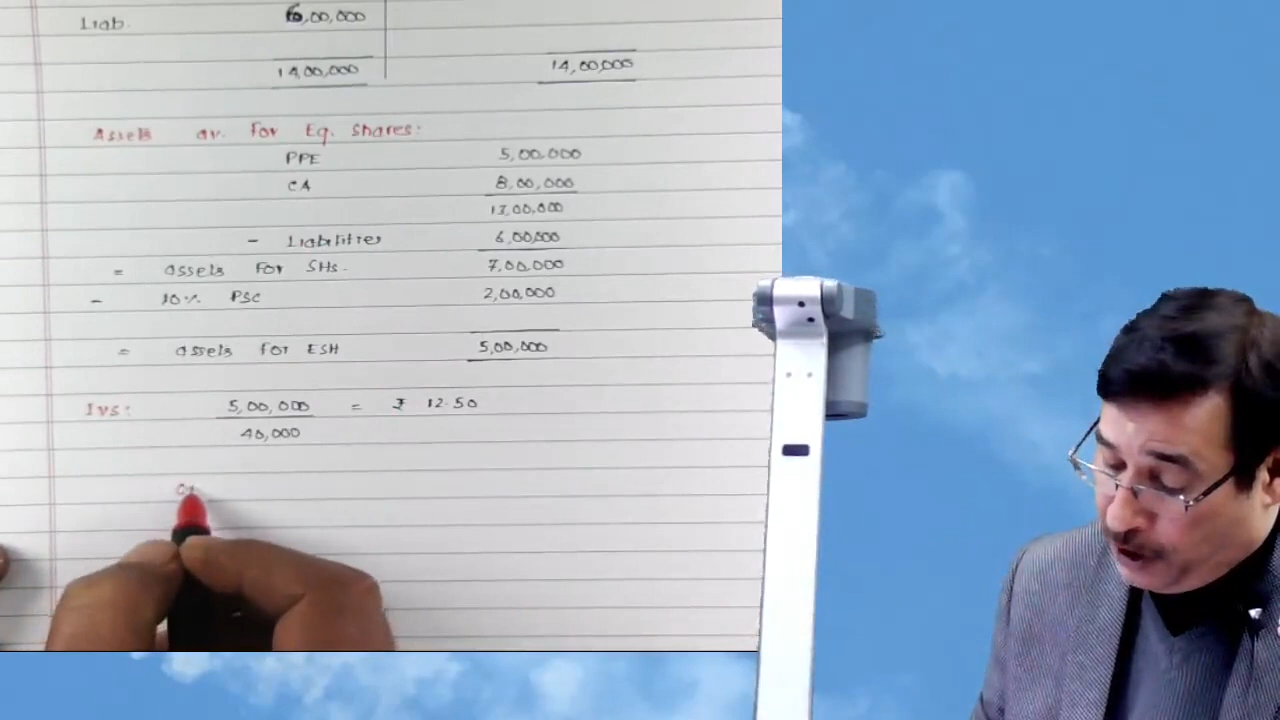 Liab. 6,00,000
14,00,000 14,00,000
Assets av. for Eq. shares:
PPE 5,00,000
CA 8,00,000
13,00,000
- Liabilities 6,00,000
= assets for SHs. 7,00,000
- 10% PSC 2,00,000
= assets for ESH 5,00,000
IVS: 5,00,000 = ₹ 12.50
40,000